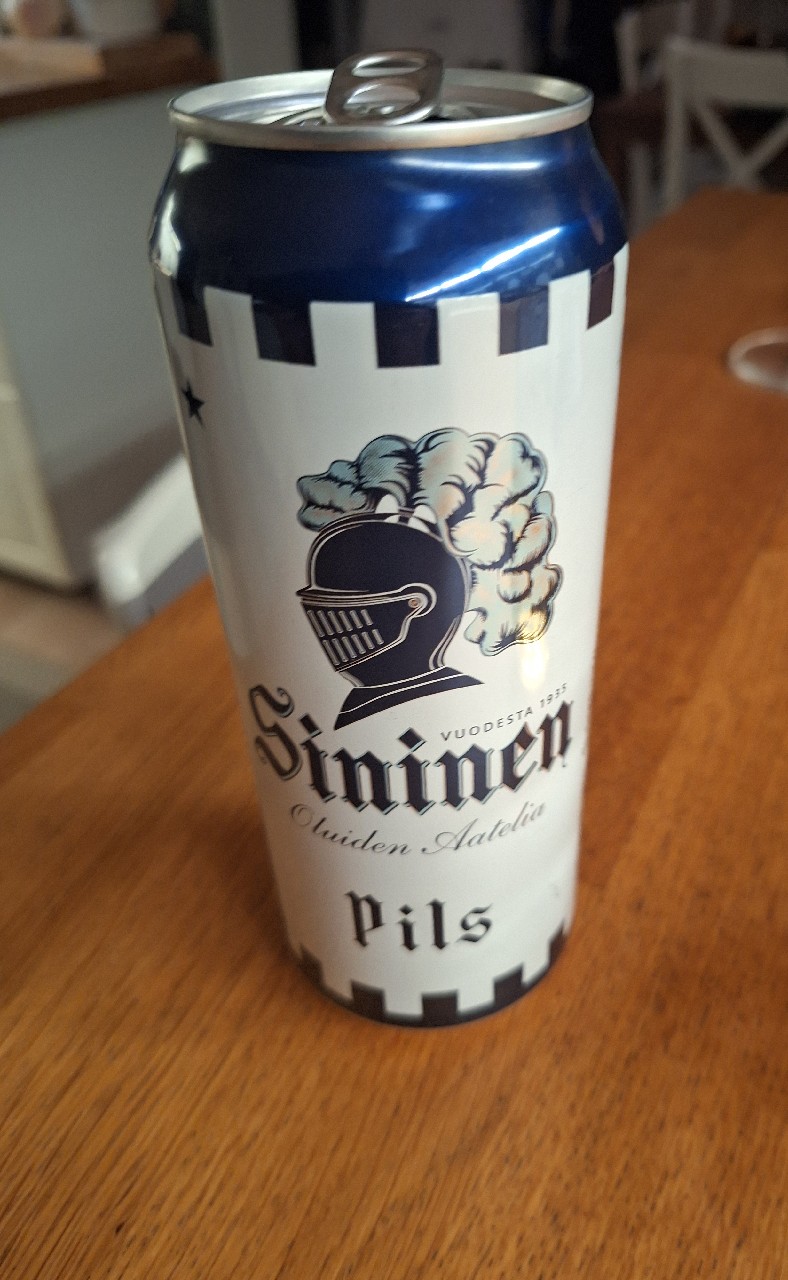 VUODESTA 1935
Sininen
Oluiden Aatelia
Pils